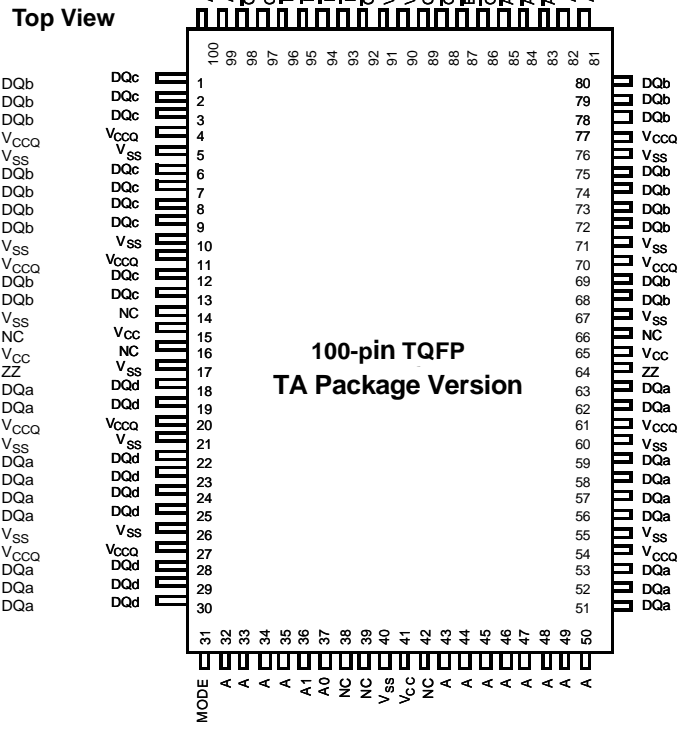 Top View
100 99 98 97 96 95 94 93 92 91 90 89 88 87 86 85 84 83 82 81
DQb DQc 1 80 DQb
DQb DQc 2 79 DQb
DQb DQc 3 78 DQb
VCCQ VCCQ 4 77 VCCQ
VSS VSS 5 76 VSS
DQb DQc 6 75 DQb
DQb DQc 7 74 DQb
DQb DQc 8 73 DQb
DQb DQc 9 72 DQb
VSS VSS 10 71 VSS
VCCQ VCCQ 11 70 VCCQ
DQb DQc 12 69 DQb
DQb DQc 13 68 DQb
VSS NC 14 67 VSS
NC VCC 15 66 NC
VCC NC 16 65 VCC
ZZ VSS 17 64 ZZ
DQa DQd 18 63 DQa
DQa DQd 19 62 DQa
VCCQ VCCQ 20 61 VCCQ
VSS VSS 21 60 VSS
DQa DQd 22 59 DQa
DQa DQd 23 58 DQa
DQa DQd 24 57 DQa
DQa DQd 25 56 DQa
VSS VSS 26 55 VSS
VCCQ VCCQ 27 54 VCCQ
DQa DQd 28 53 DQa
DQa DQd 29 52 DQa
DQa DQd 30 51 DQa
100-pin TQFP
TA Package Version
31 32 33 34 35 36 37 38 39 40 41 42 43 44 45 46 47 48 49 50
MODE A A A A A1 A0 NC NC VSS VCC NC A A A A A A A A